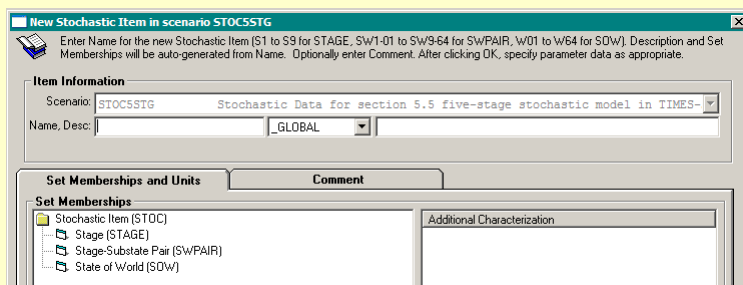 New Stochastic Item in scenario STOC5STG
Enter Name for the new Stochastic Item (S1 to S9 for STAGE, SW1-01 to SW9-64 for SWPAIR, W01 to W64 for SOW). Description and Set
Memberships will be auto-generated from Name. Optionally enter Comment. After clicking OK, specify parameter data as appropriate.
Item Information
Scenario: STOC5STG Stochastic Data for section 5.5 five-stage stochastic model in TIMES-
Name, Desc: _GLOBAL
Set Memberships and Units Comment
Set Memberships
Stochastic Item (STOC) Additional Characterization
Stage (STAGE)
Stage-Substate Pair (SWPAIR)
State of World (SOW)